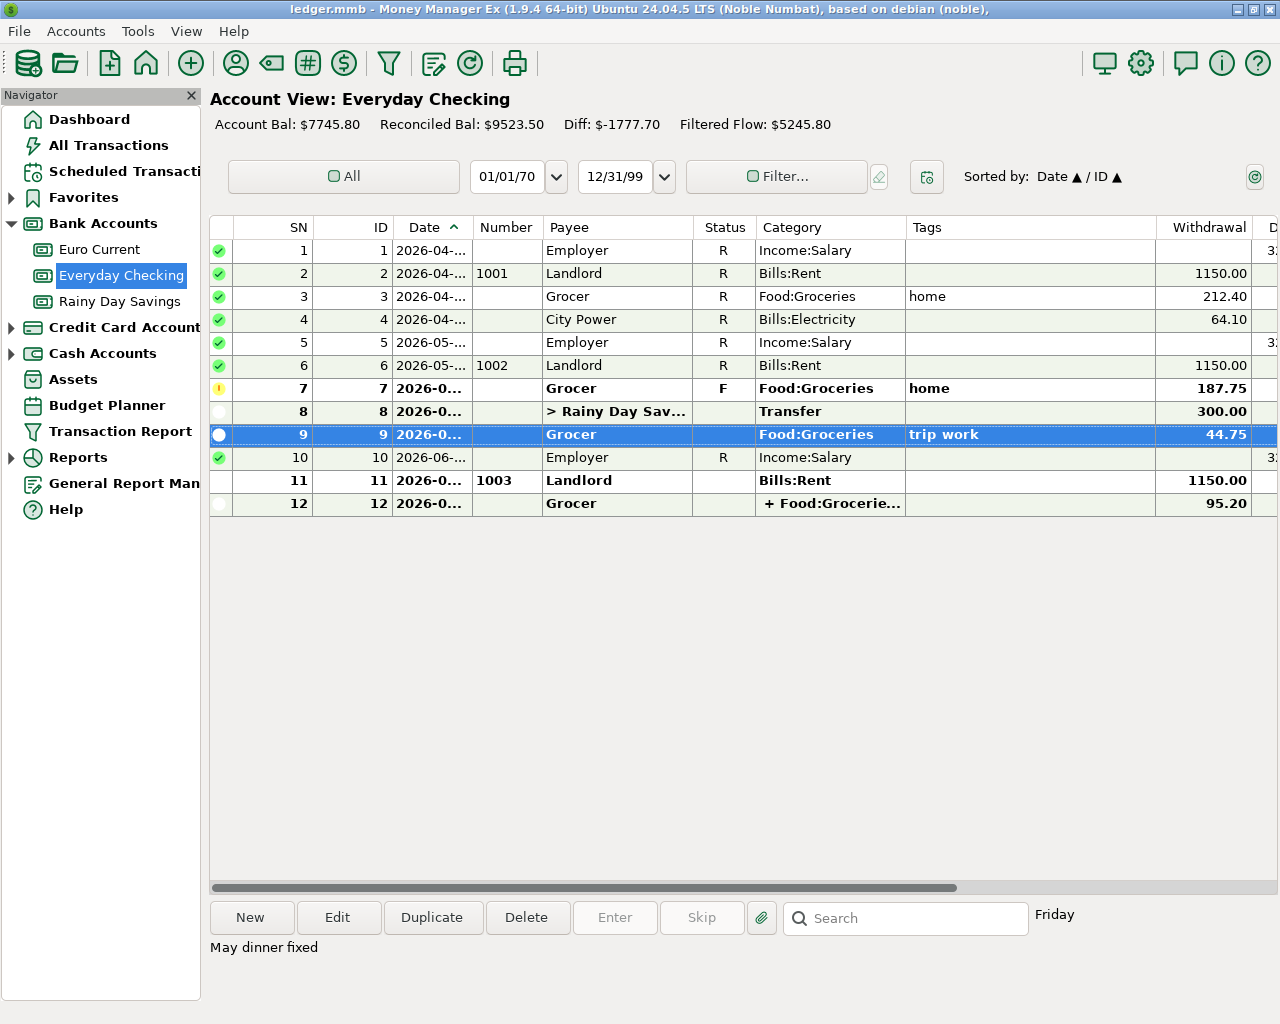 ledger.mmb - Money Manager Ex (1.9.4 64-bit) Ubuntu 24.04.5 LTS (Noble Numbat), based on debian (noble),
File Accounts Tools View Help
Navigator
Dashboard
All Transactions
Scheduled Transacti
Favorites
Bank Accounts
Euro Current
Everyday Checking
Rainy Day Savings
Credit Card Account
Cash Accounts
Assets
Budget Planner
Transaction Report
Reports
General Report Man
Help
Account View: Everyday Checking
Account Bal: $7745.80 Reconciled Bal: $9523.50 Diff: $-1777.70 Filtered Flow: $5245.80
All 01/01/70 12/31/99 Filter... Sorted by: Date ▲ / ID ▲
SN ID Date Number Payee Status Category Tags Withdrawal D
1 1 2026-04-... Employer R Income:Salary 32
2 2 2026-04-... 1001 Landlord R Bills:Rent 1150.00
3 3 2026-04-... Grocer R Food:Groceries home 212.40
4 4 2026-04-... City Power R Bills:Electricity 64.10
5 5 2026-05-... Employer R Income:Salary 32
6 6 2026-05-... 1002 Landlord R Bills:Rent 1150.00
7 7 2026-0... Grocer F Food:Groceries home 187.75
8 8 2026-0... > Rainy Day Sav... Transfer 300.00
9 9 2026-0... Grocer Food:Groceries trip work 44.75
10 10 2026-06-... Employer R Income:Salary 32
11 11 2026-0... 1003 Landlord Bills:Rent 1150.00
12 12 2026-0... Grocer + Food:Grocerie... 95.20
New Edit Duplicate Delete Enter Skip Search Friday
May dinner fixed